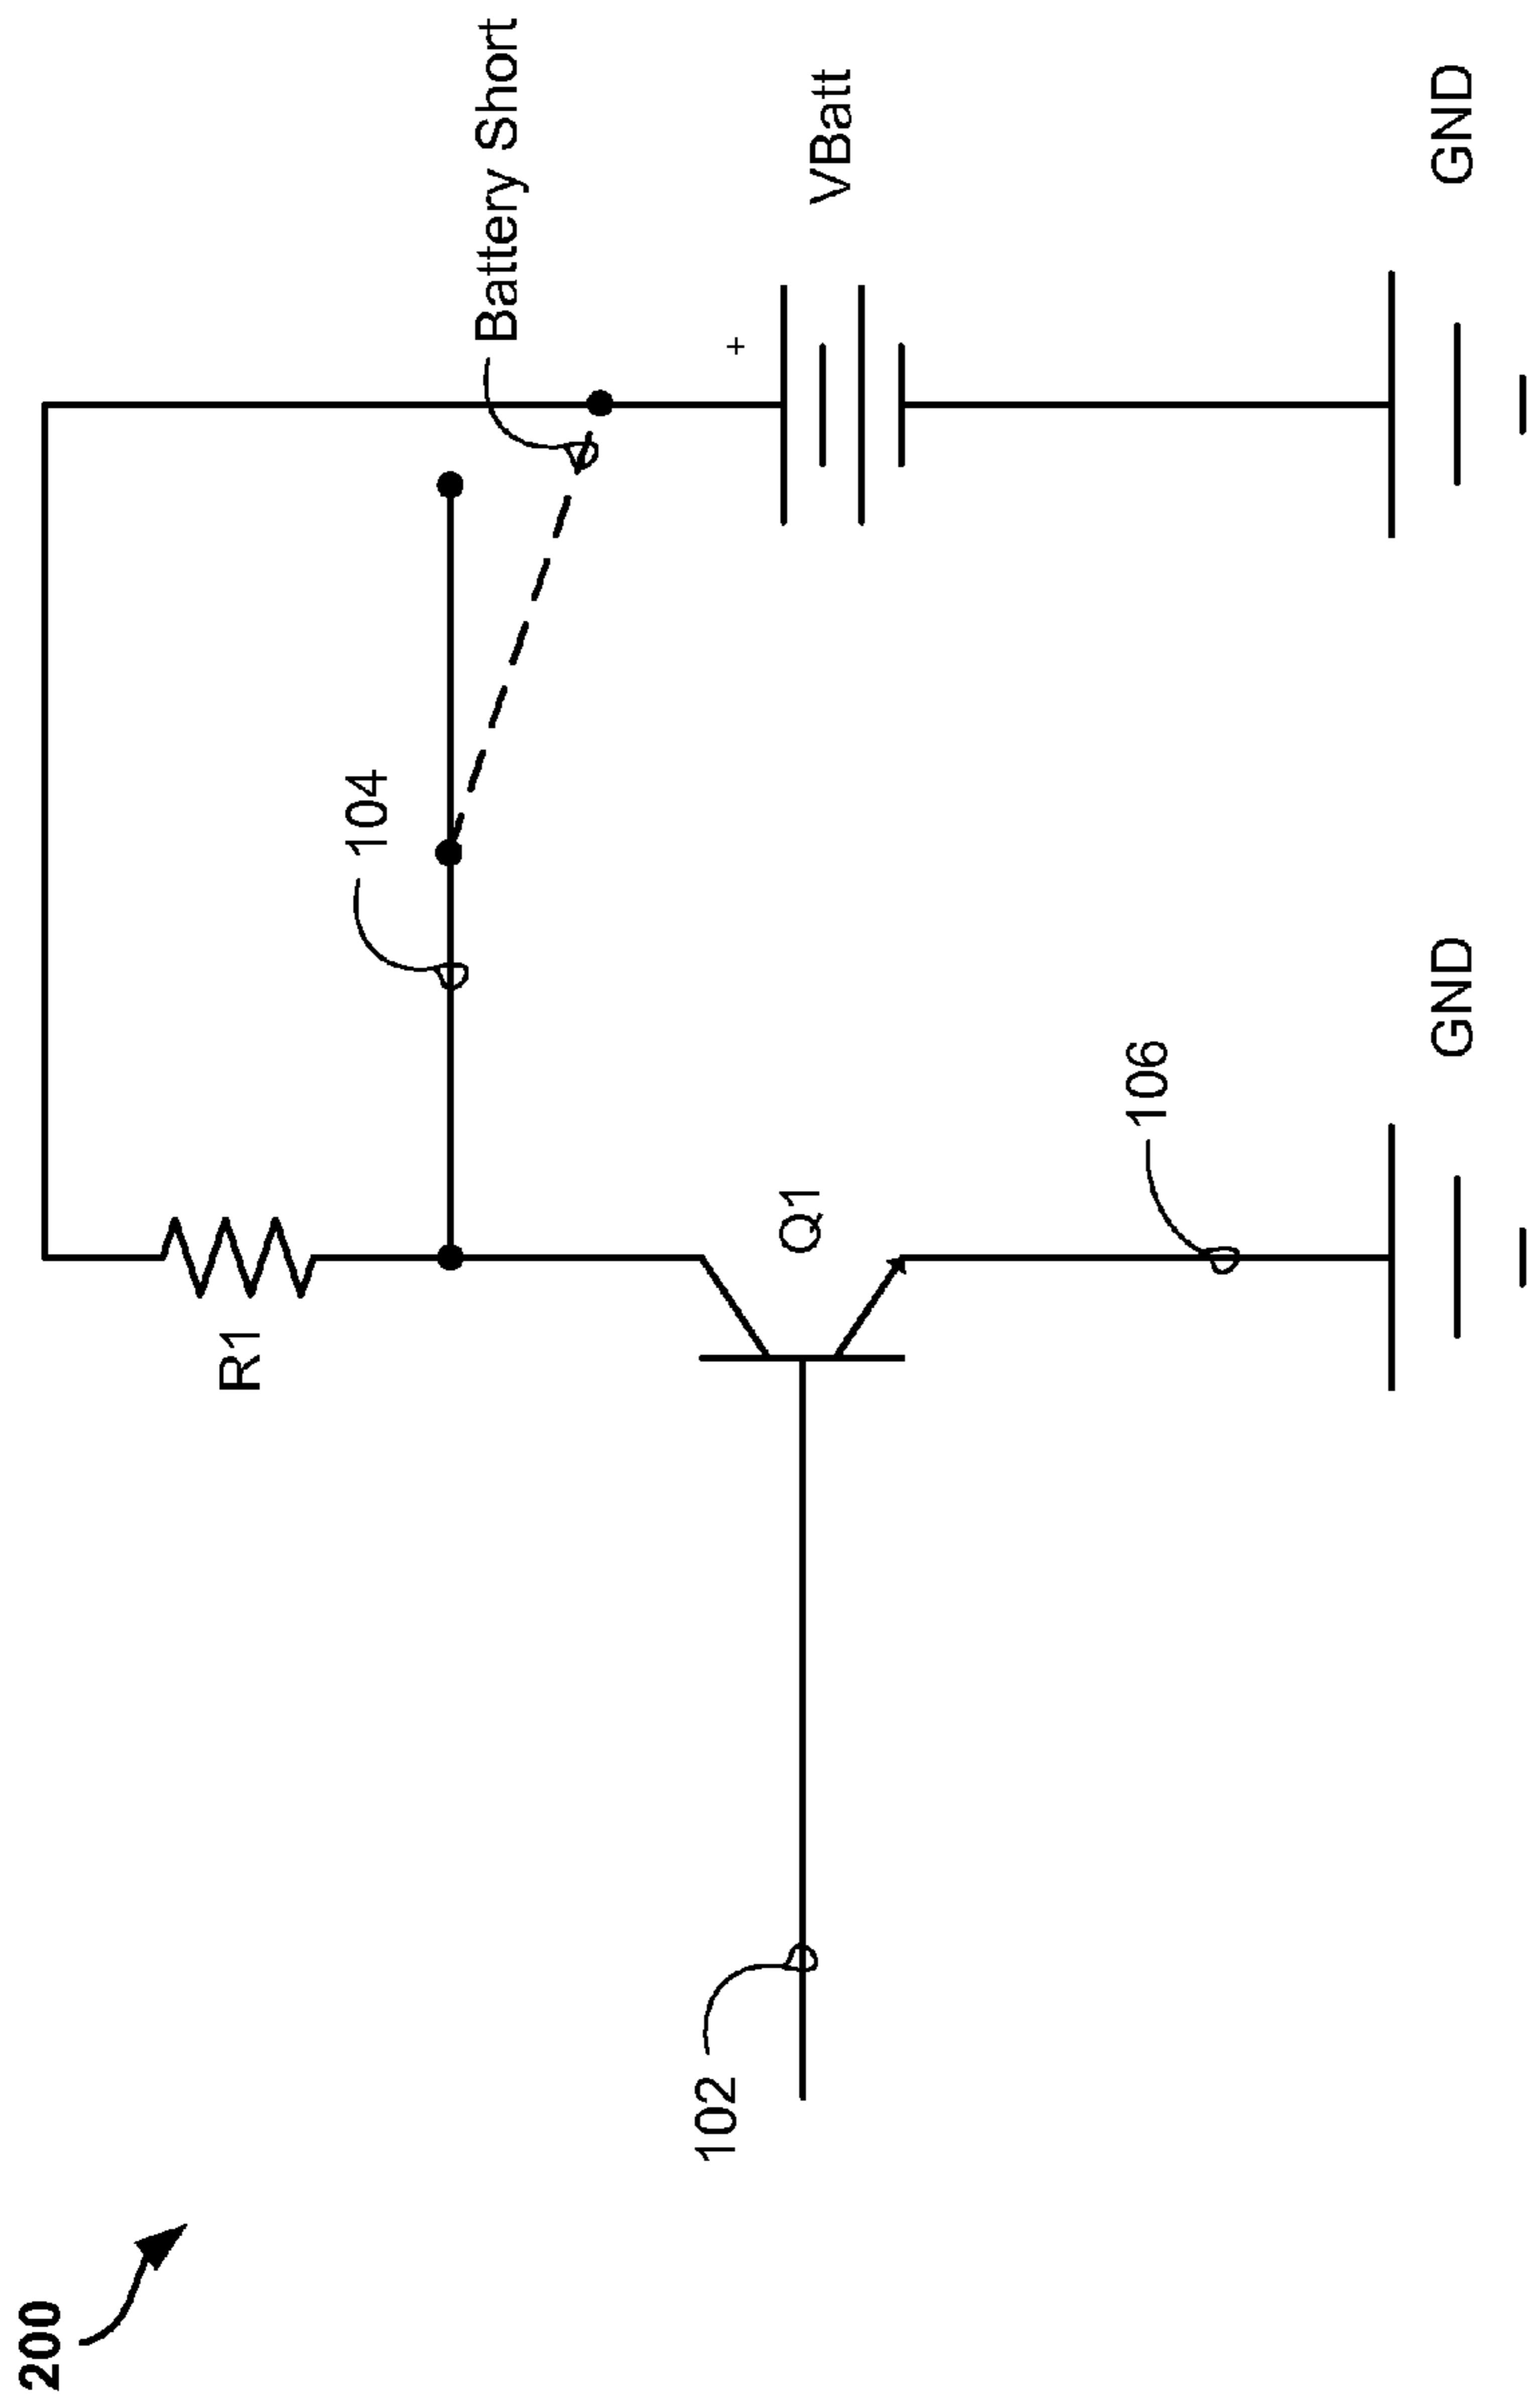 200
R1
104
Battery Short
VBatt
Q1
102
106
GND
GND
+